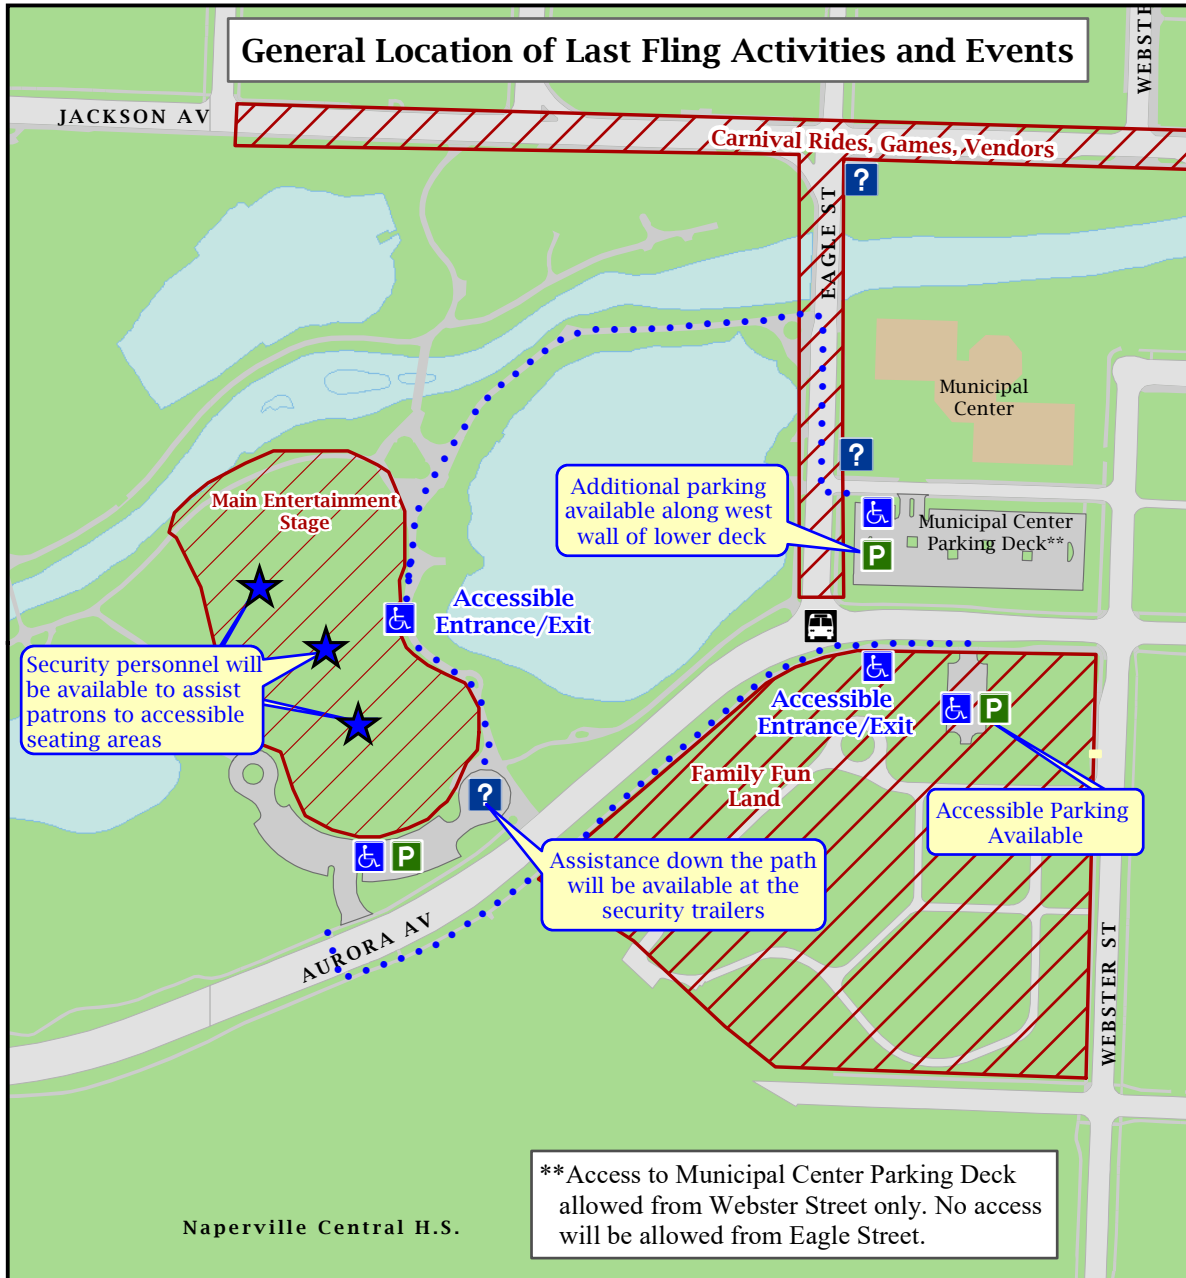 General Location of Last Fling Activities and Events
WEBSTE
JACKSON AV
Carnival Rides, Games, Vendors
?
EAGLE ST
Municipal
Center
?
Additional parking
available along west
wall of lower deck
Main Entertainment
Stage
Municipal Center
Parking Deck**
P
Accessible
Entrance/Exit
Security personnel will
be available to assist
patrons to accessible
seating areas
Accessible
Entrance/Exit
P
Family Fun
Land
?
Accessible Parking
Available
P
Assistance down the path
will be available at the
security trailers
AURORA AV
WEBSTER ST
**Access to Municipal Center Parking Deck
allowed from Webster Street only. No access
will be allowed from Eagle Street.
Naperville Central H.S.